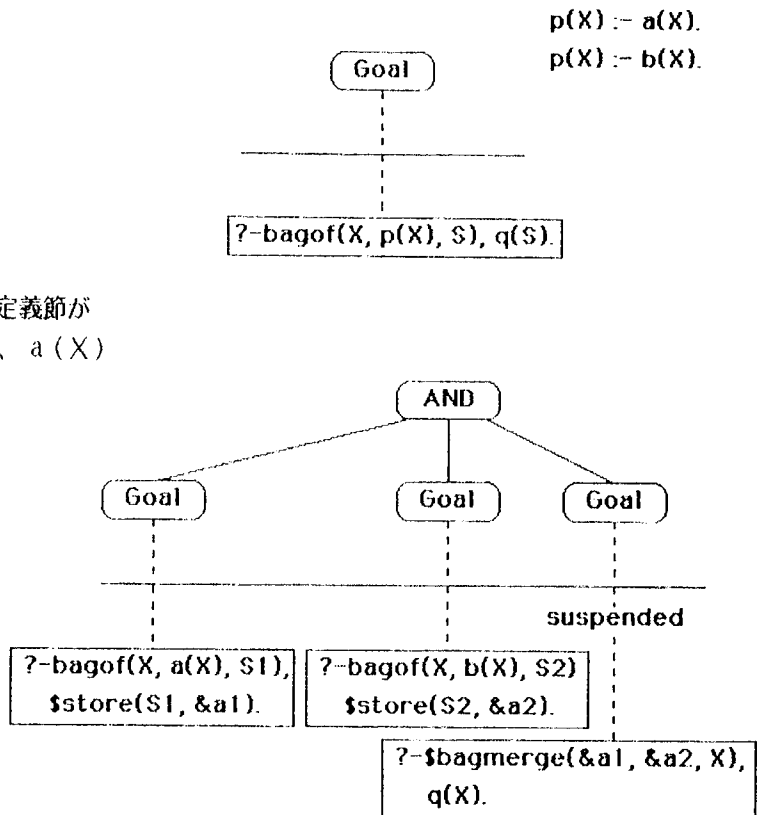 p(X) :- a(X).
p(X) :- b(X).
Goal
?-bagof(X, p(X), S), q(S).
定義節が
、 a (X)
AND
Goal
Goal
Goal
suspended
?-bagof(X, a(X), S1),
$store(S1, &a1).
?-bagof(X, b(X), S2)
$store(S2, &a2).
?-$bagmerge(&a1, &a2, X),
q(X).